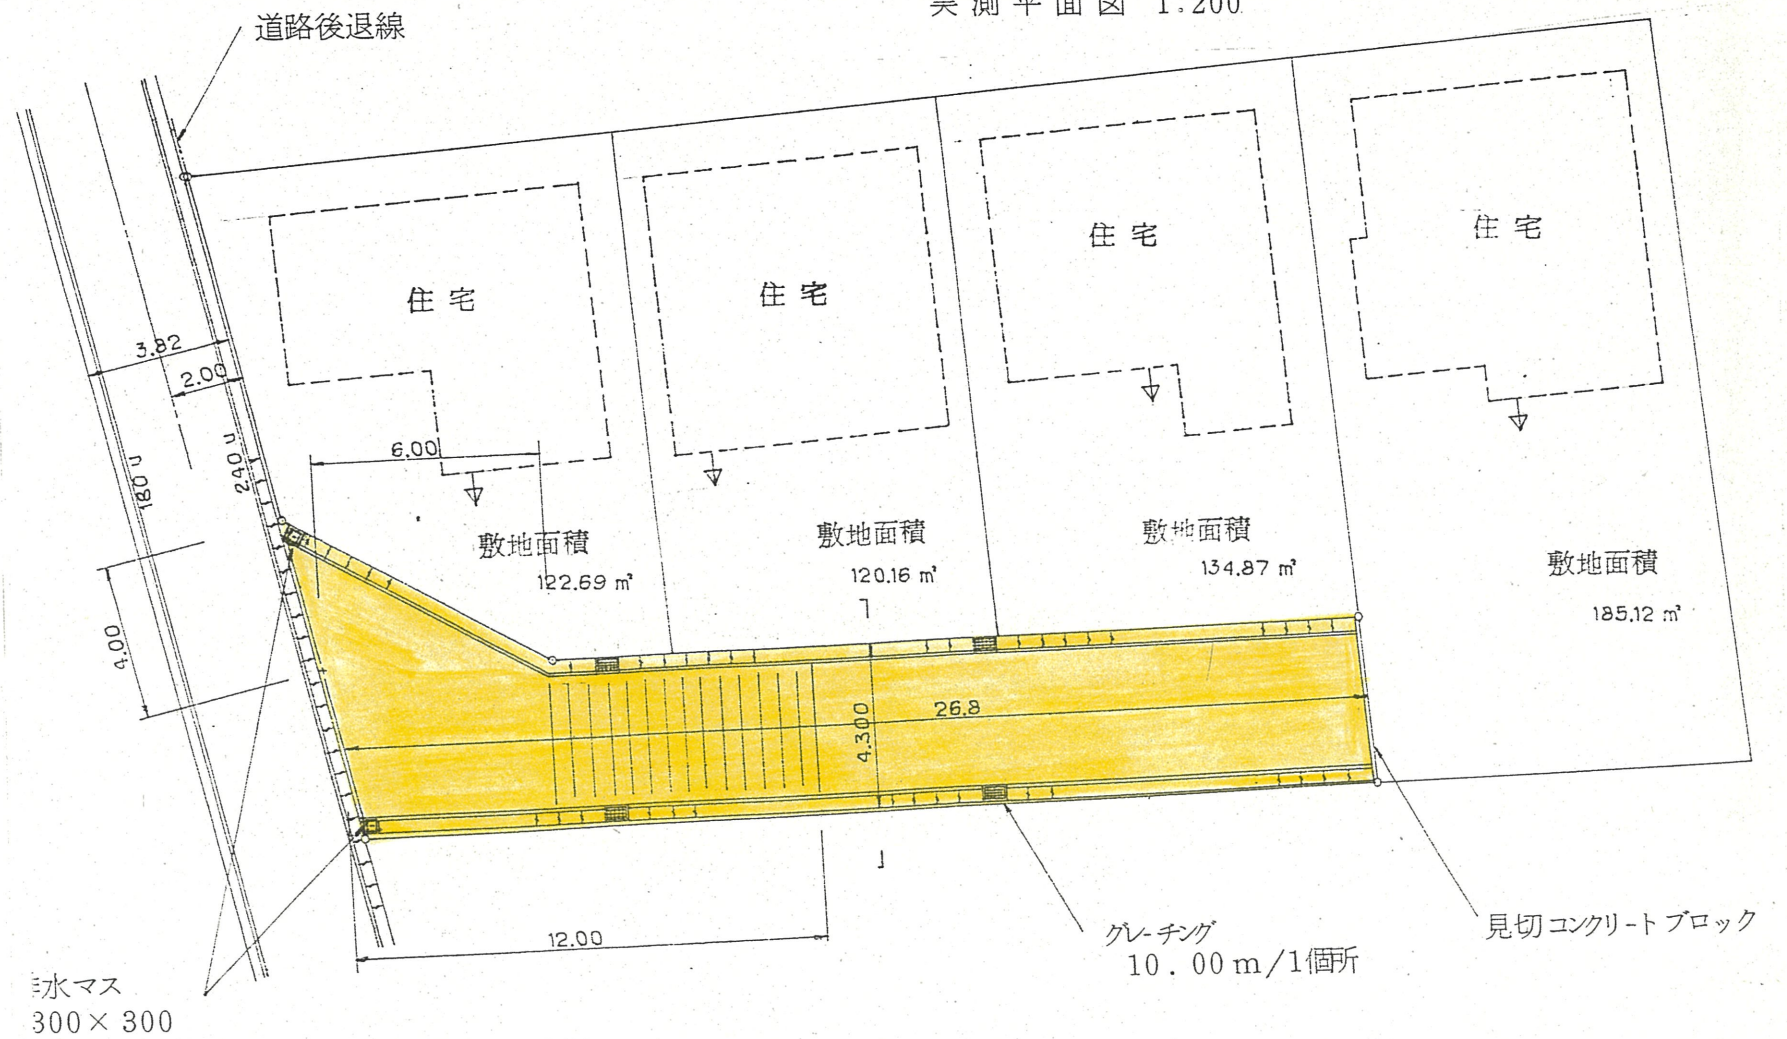 実測平面図 1:200
道路後退線
住宅
住宅
住宅
住宅
3.82
2.00
180U
240U
6.00
4.00
敷地面積
122.69 ㎡
敷地面積
120.16 ㎡
敷地面積
134.87 ㎡
敷地面積
185.12 ㎡
26.8
4.300
12.00
グレーチング
10.00m/1個所
見切コンクリートブロック
水マス
300×300